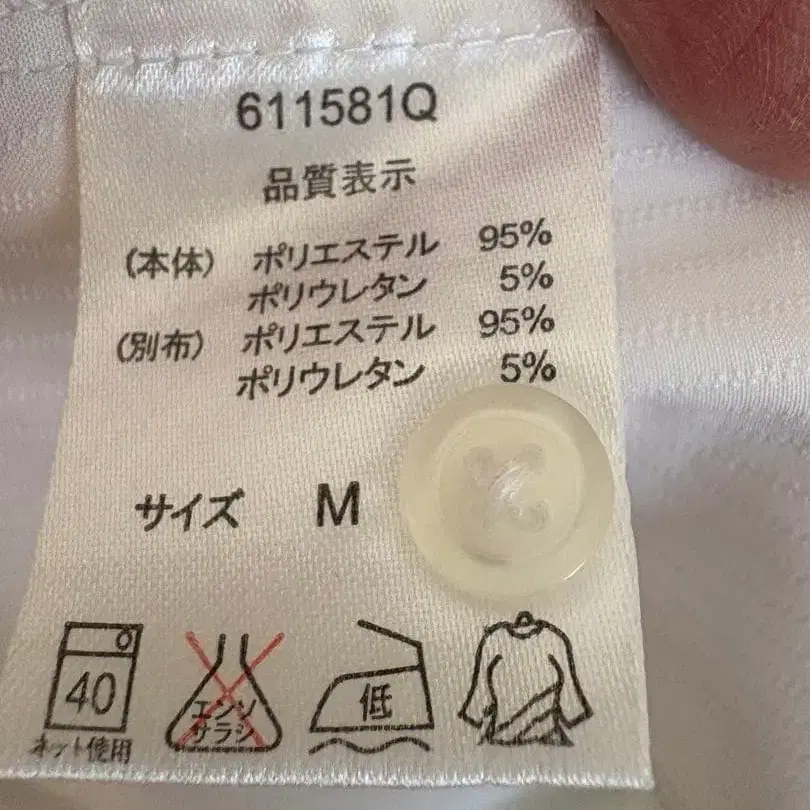 611581Q
品質表示
(本体) ポリエステル 95%
ポリウレタン 5%
(別布) ポリエステル 95%
ポリウレタン 5%
サイズ M
40
ネット使用
エンソ
サラシ
低